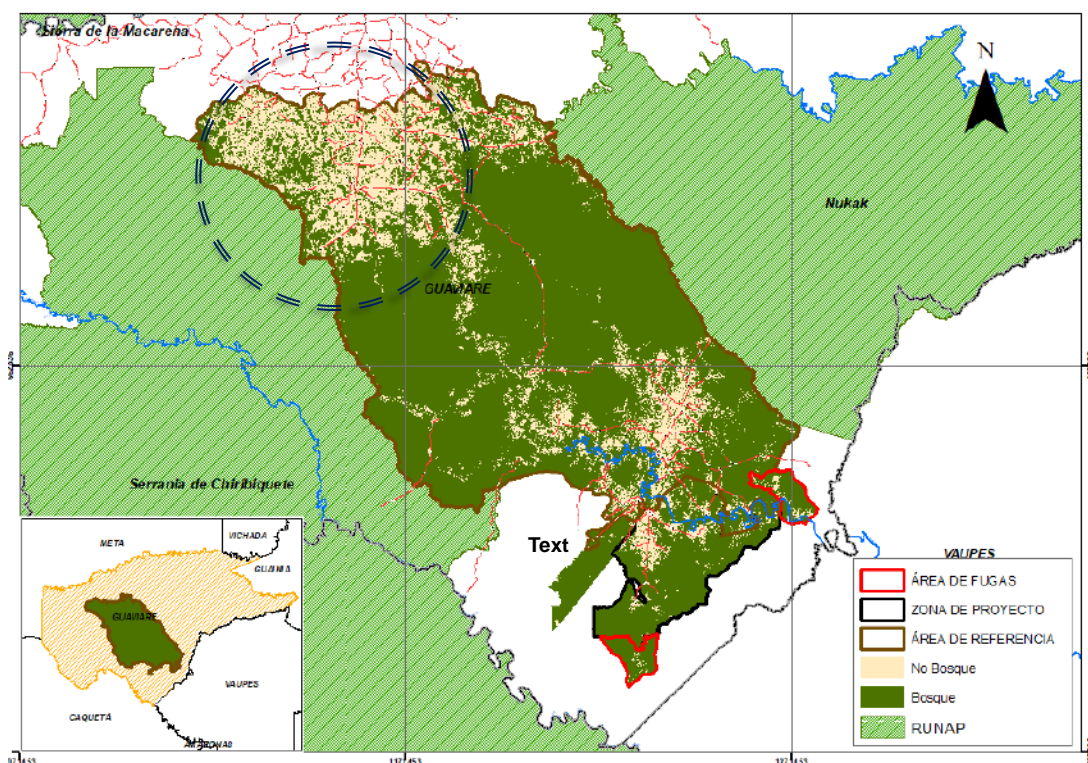 Sierra de la Macarena
N
Nukak
GUAVIARE
Serranía de Chiribiquete
Text
VAUPES
META
VICHADA
GUAINIA
GUAVIARE
VAUPES
CAQUETÁ
AMAZONAS
ÁREA DE FUGAS
ZONA DE PROYECTO
ÁREA DE REFERENCIA
No Bosque
Bosque
RUNAP